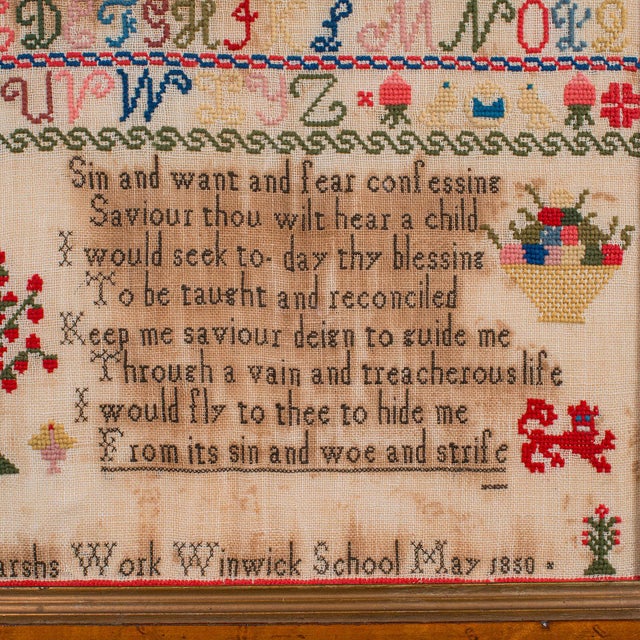 D E F G H I K L M N O P Q
U V W X Y Z
Sin and want and fear confessing
Saviour thou wilt hear a child
I would seek to-day thy blessing
To be taught and reconciled
Keep me saviour deign to guide me
Through a vain and treacherous life
I would fly to thee to hide me
From its sin and woe and strife
arshs Work Winwick School May 1850